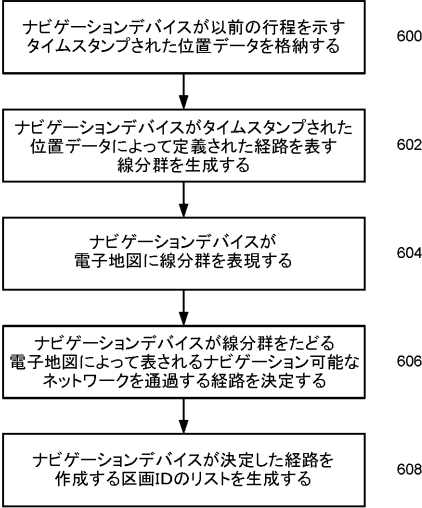 ナビゲーションデバイスが以前の行程を示す
タイムスタンプされた位置データを格納する
600
ナビゲーションデバイスがタイムスタンプされた
位置データによって定義された経路を表す
線分群を生成する
602
ナビゲーションデバイスが
電子地図に線分群を表現する
604
ナビゲーションデバイスが線分群をたどる
電子地図によって表されるナビゲーション可能な
ネットワークを通過する経路を決定する
606
ナビゲーションデバイスが決定した経路を
作成する区画IDのリストを生成する
608